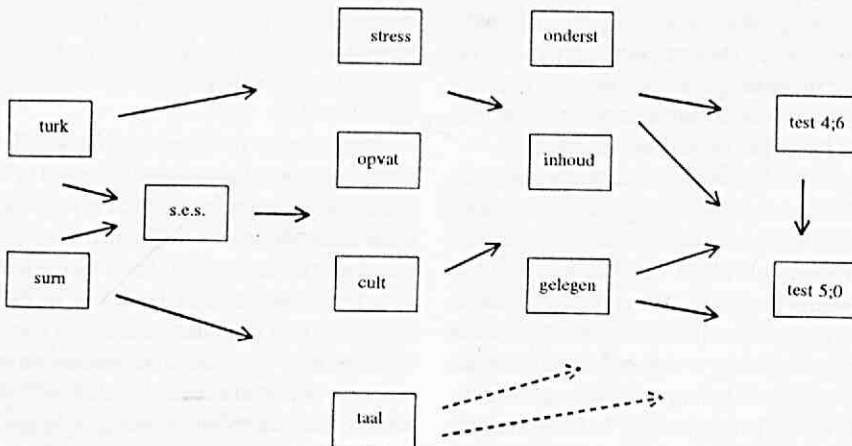 turk
surn
s.e.s.
stress
opvat
cult
taal
onderst
inhoud
gelegen
test 4;6
test 5;0